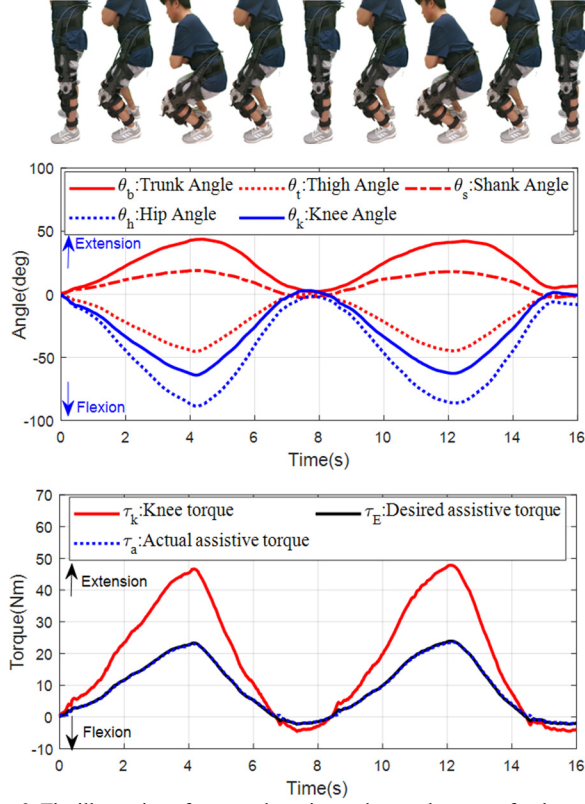 100
θb:Trunk Angle θt:Thigh Angle θs:Shank Angle
θh:Hip Angle θk:Knee Angle
50
Extension
Angle(deg)
0
-50
Flexion
-100
0 2 4 6 8 10 12 14 16
Time(s)
70
τk:Knee torque τE:Desired assistive torque
60
τa:Actual assistive torque
50
Extension
40
Torque(Nm)
30
20
10
0
Flexion
-10
0 2 4 6 8 10 12 14 16
Time(s)